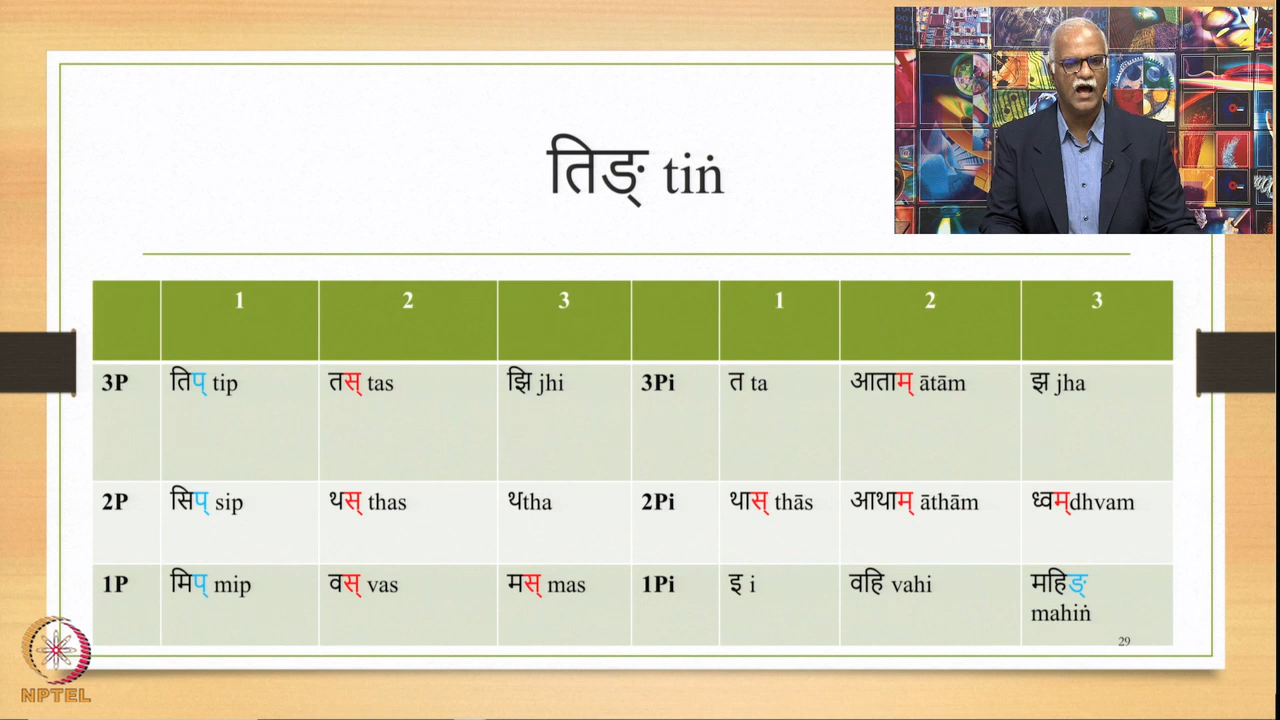 तिङ् tiṅ
1 2 3 1 2 3
3P तिप् tip तस् tas झि jhi 3Pi त ta आताम् ātām झ jha
2P सिप् sip थस् thas थtha 2Pi थास् thās आथाम् āthām ध्वम्dhvam
1P मिप् mip वस् vas मस् mas 1Pi इ i वहि vahi महिङ्
mahiṅ
29
NPTEL